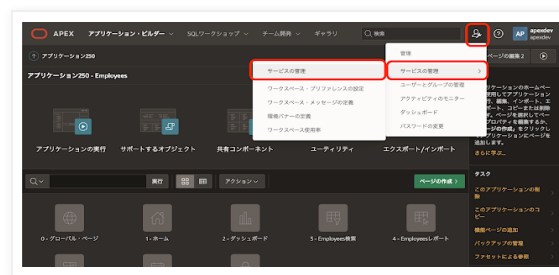 APEX アプリケーション・ビルダー SQLワークショップ チーム開発 ギャラリ 検索 AP apexdev
apexdev
アプリケーション250
ページの編集 2
アプリケーション250 - Employees
管理
サービスの管理
ユーザーとグループの管理
アクティビティのモニター
ダッシュボード
パスワードの変更
サービスの管理
ワークスペース・プリファレンスの設定
ワークスペース・メッセージの定義
環境バナーの定義
ワークスペース使用率
アプリケーションの実行 サポートするオブジェクト 共有コンポーネント ユーティリティ エクスポート/インポート
実行 アクション ページの作成
0 - グローバル・ページ 1 - ホーム 2 - ダッシュボード 3 - Employees検索 4 - Employeesレポート
さらに学ぶ...
タスク
このアプリケーションの削
除
このアプリケーションのコ
ピー
機能ページの追加
バックアップの管理
ファセットによる参照